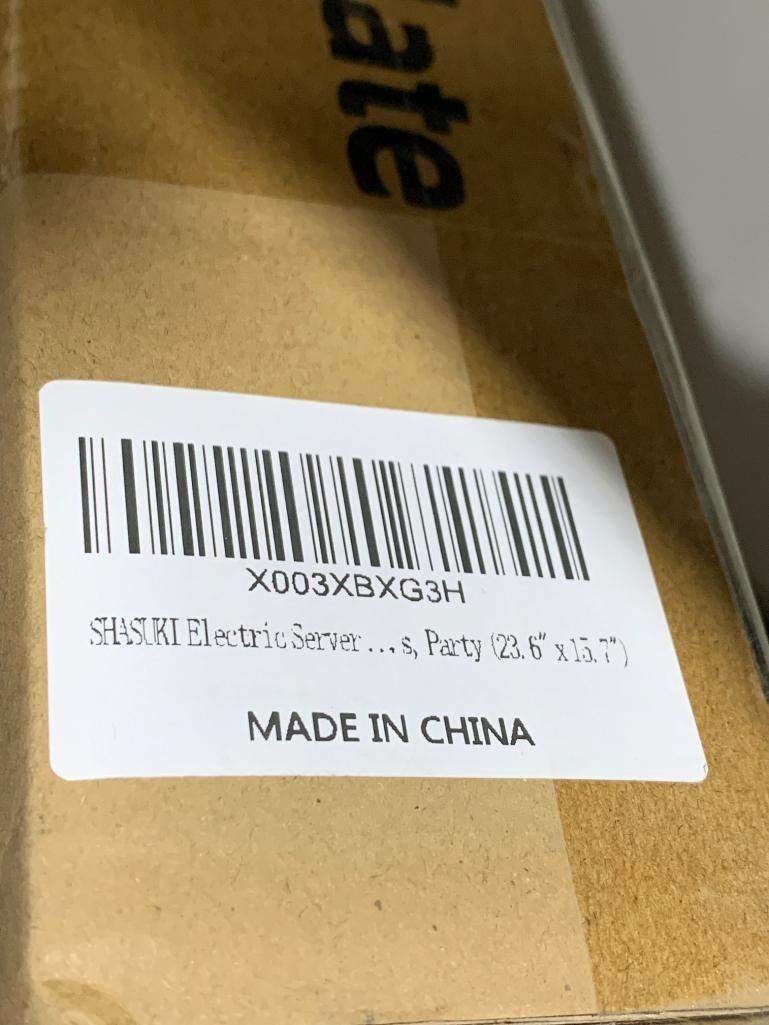 ate
X003XBXG3H
SHASUKI Electric Server ..., s, Party (23.6" x 15.7")
MADE IN CHINA